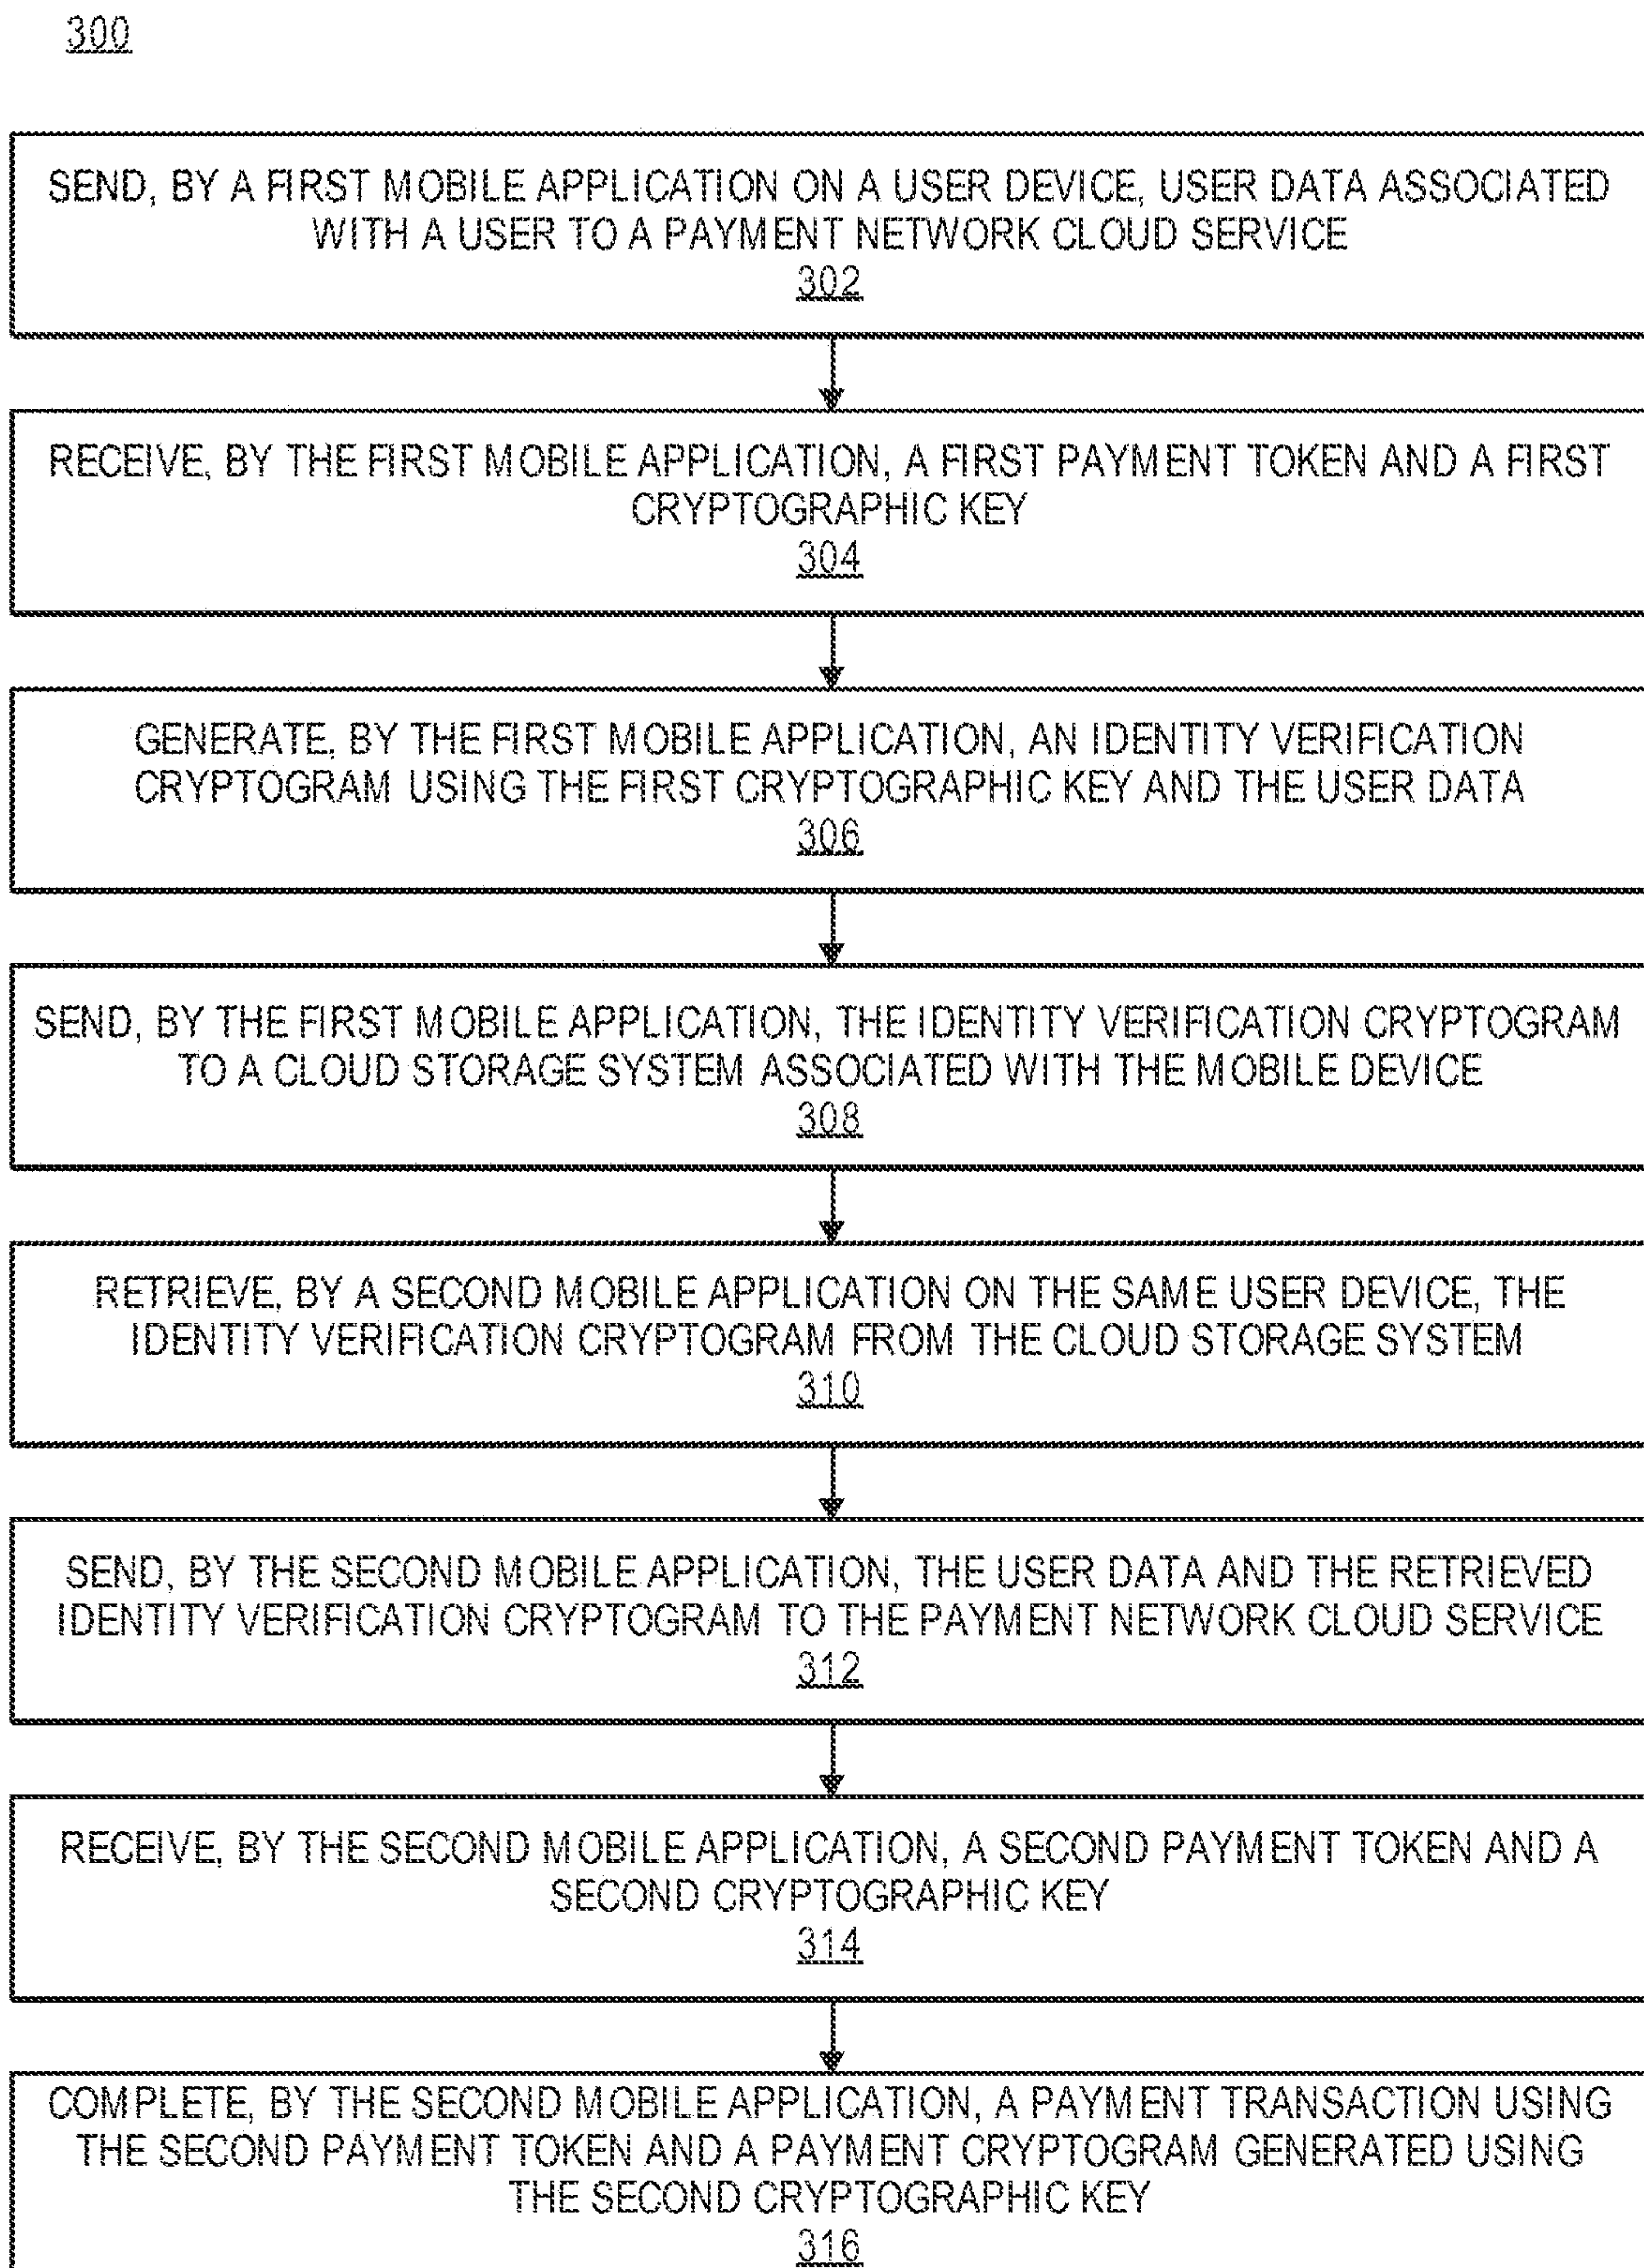 300
SEND, BY A FIRST MOBILE APPLICATION ON A USER DEVICE, USER DATA ASSOCIATED
WITH A USER TO A PAYMENT NETWORK CLOUD SERVICE
302
RECEIVE, BY THE FIRST MOBILE APPLICATION, A FIRST PAYMENT TOKEN AND A FIRST
CRYPTOGRAPHIC KEY
304
GENERATE, BY THE FIRST MOBILE APPLICATION, AN IDENTITY VERIFICATION
CRYPTOGRAM USING THE FIRST CRYPTOGRAPHIC KEY AND THE USER DATA
306
SEND, BY THE FIRST MOBILE APPLICATION, THE IDENTITY VERIFICATION CRYPTOGRAM
TO A CLOUD STORAGE SYSTEM ASSOCIATED WITH THE MOBILE DEVICE
308
RETRIEVE, BY A SECOND MOBILE APPLICATION ON THE SAME USER DEVICE, THE
IDENTITY VERIFICATION CRYPTOGRAM FROM THE CLOUD STORAGE SYSTEM
310
SEND, BY THE SECOND MOBILE APPLICATION, THE USER DATA AND THE RETRIEVED
IDENTITY VERIFICATION CRYPTOGRAM TO THE PAYMENT NETWORK CLOUD SERVICE
312
RECEIVE, BY THE SECOND MOBILE APPLICATION, A SECOND PAYMENT TOKEN AND A
SECOND CRYPTOGRAPHIC KEY
314
COMPLETE, BY THE SECOND MOBILE APPLICATION, A PAYMENT TRANSACTION USING
THE SECOND PAYMENT TOKEN AND A PAYMENT CRYPTOGRAM GENERATED USING
THE SECOND CRYPTOGRAPHIC KEY
316